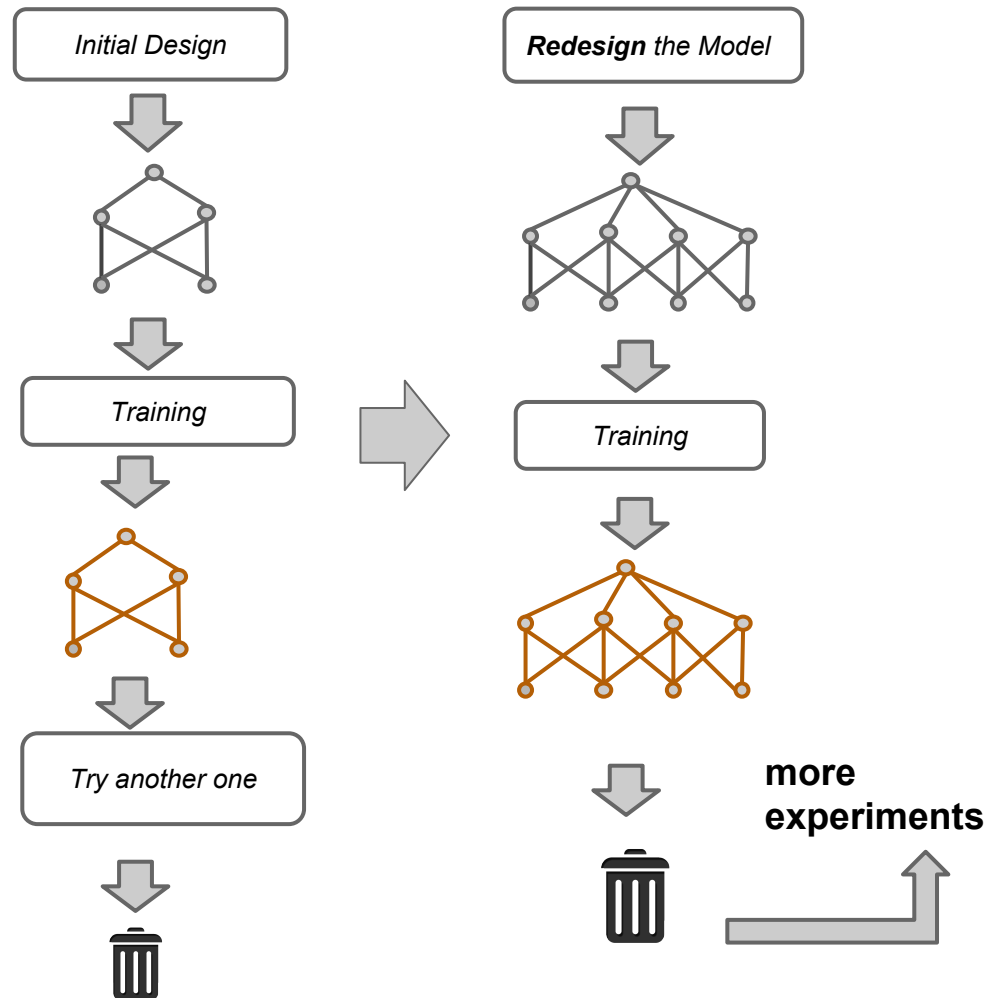 Initial Design
Training
Try another one
Redesign the Model
Training
more
experiments